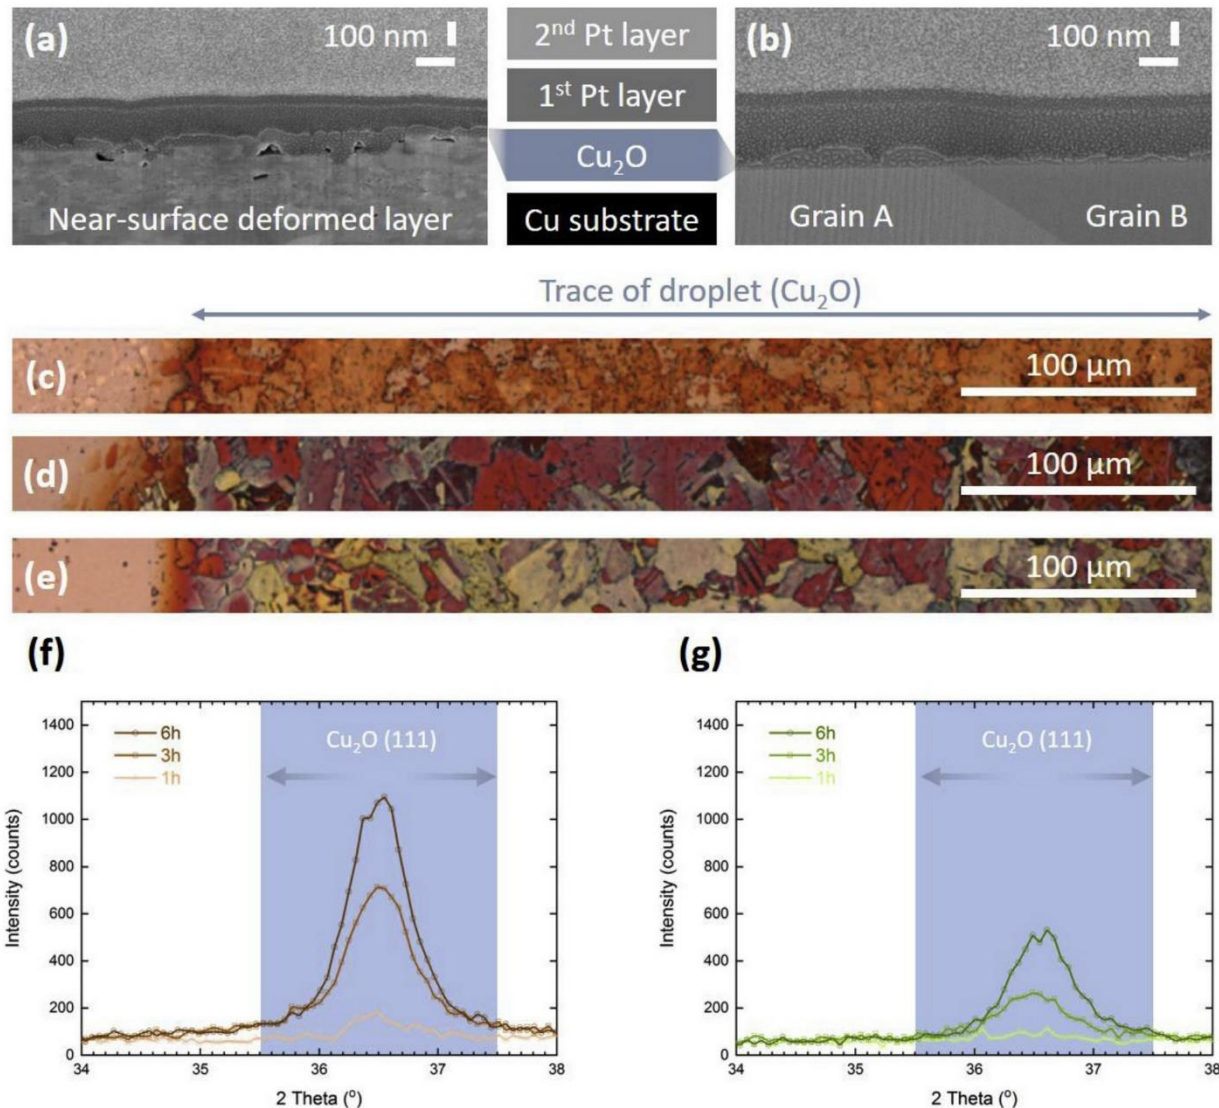 (a)
100 nm
2nd Pt layer
1st Pt layer
Cu₂O
Cu substrate
Near-surface deformed layer
(b)
100 nm
Grain A
Grain B
Trace of droplet (Cu₂O)
(c)
100 µm
(d)
100 µm
(e)
100 µm
(f)
Intensity (counts)
1400
1200
1000
800
600
400
200
0
6h
3h
1h
Cu₂O (111)
34
35
36
37
38
2 Theta (°)
(g)
Intensity (counts)
1400
1200
1000
800
600
400
200
0
6h
3h
1h
Cu₂O (111)
34
35
36
37
38
2 Theta (°)